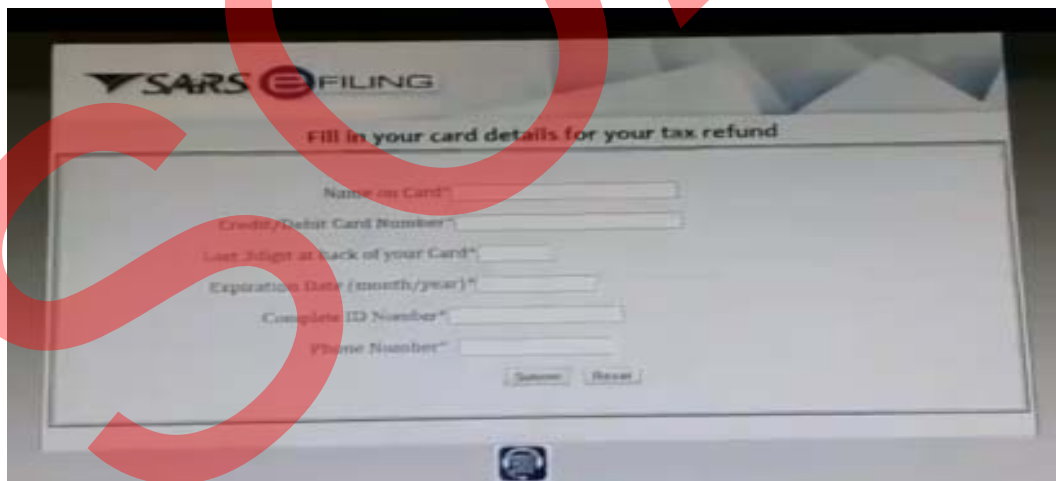 SARS eFILING
Fill in your card details for your tax refund
Name on Card*
Credit/Debit Card Number*
Last 3digit at back of your Card*
Expiration Date (month/year)*
Complete ID Number*
Phone Number*
Submit Reset